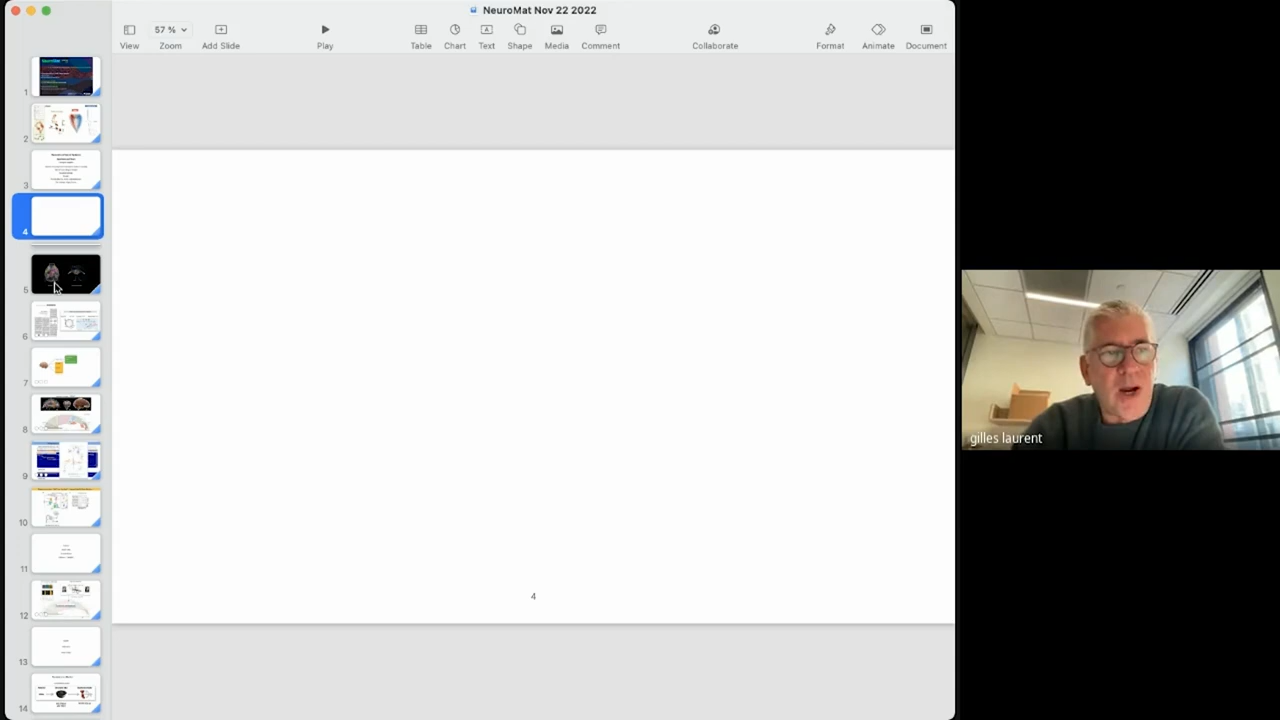 NeuroMat Nov 22 2022
57 %
View
Zoom
Add Slide
Play
Table
Chart
Text
Shape
Media
Comment
Collaborate
Format
Animate
Document
1
2
3
4
5
6
7
8
9
10
11
12
13
14
4
gilles laurent